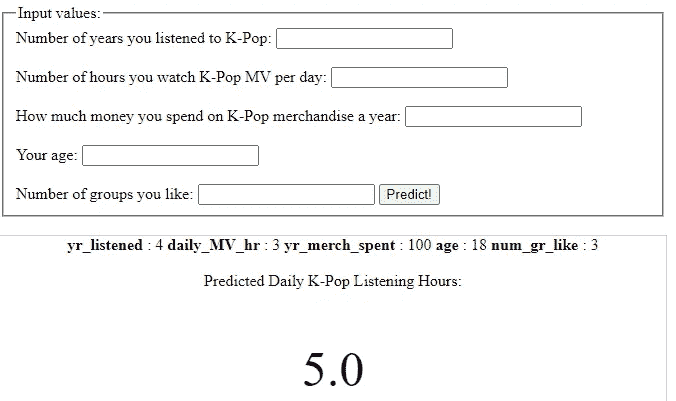 Input values:
Number of years you listened to K-Pop:
Number of hours you watch K-Pop MV per day:
How much money you spend on K-Pop merchandise a year:
Your age:
Number of groups you like: Predict!
yr_listened : 4 daily_MV_hr : 3 yr_merch_spent : 100 age : 18 num_gr_like : 3
Predicted Daily K-Pop Listening Hours:
5.0